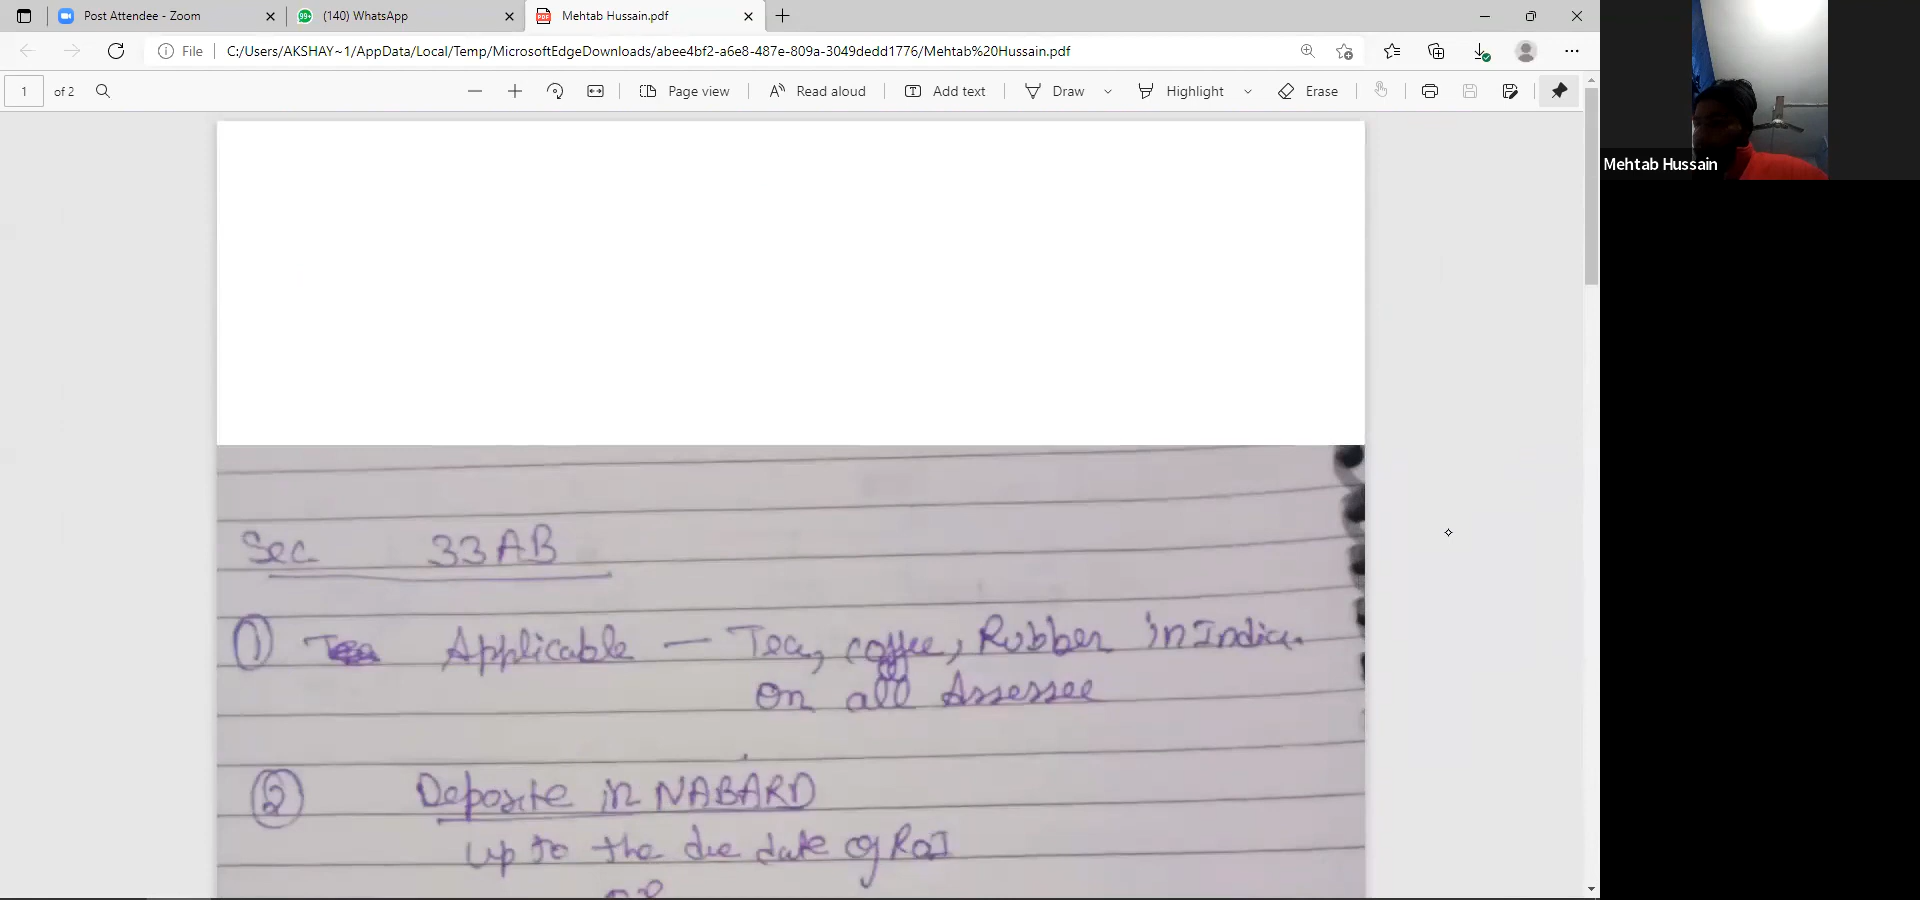 Post Attendee - Zoom
(140) WhatsApp
Mehtab Hussain.pdf
File
C:/Users/AKSHAY~1/AppData/Local/Temp/MicrosoftEdgeDownloads/abee4bf2-a6e8-487e-809a-3049dedd1776/Mehtab%20Hussain.pdf
1 of 2
Page view
Read aloud
Add text
Draw
Highlight
Erase
Mehtab Hussain
Sec 33AB
① Applicable — Tea, coffee, Rubber in India.
on all Assessee
② Deposite in NABARD
up to the due date of RoI